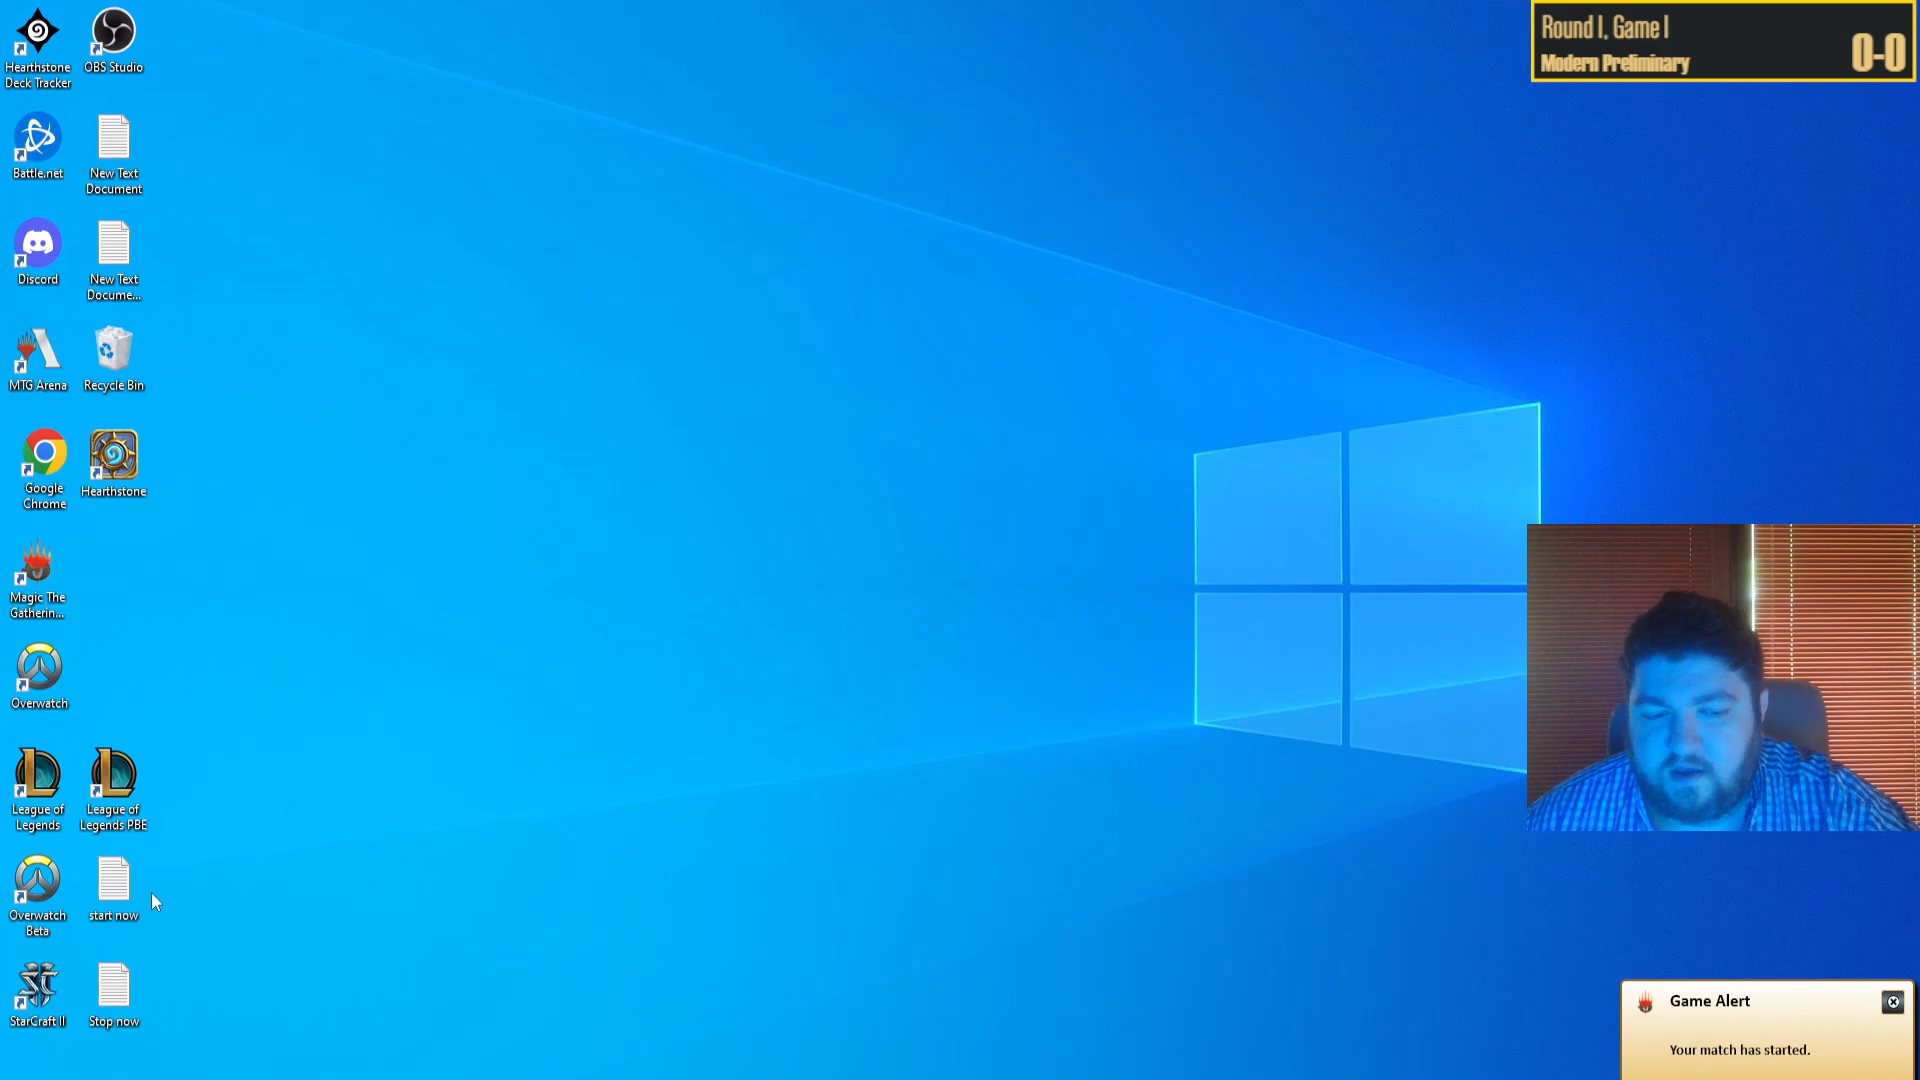 Hearthstone
Deck Tracker
OBS Studio
Battle.net
New Text
Document
Discord
New Text
Docume...
MTG Arena
Recycle Bin
Google
Chrome
Hearthstone
Magic The
Gatherin...
Overwatch
League of
Legends
League of
Legends PBE
Overwatch
Beta
start now
StarCraft II
Stop now
Round 1, Game 1
Modern Preliminary
0-0
Game Alert
Your match has started.